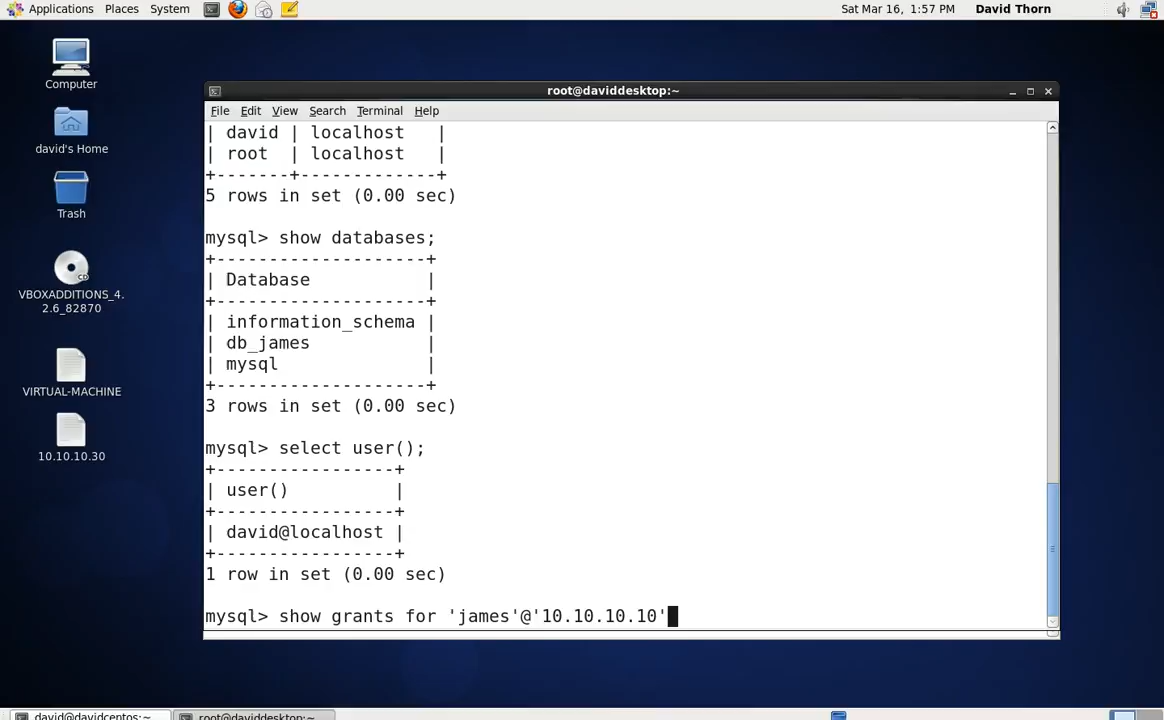 Applications Places System Sat Mar 16, 1:57 PM David Thorn
Computer
david's Home
Trash
VBOXADDITIONS_4.
2.6_82870
VIRTUAL-MACHINE
10.10.10.30
root@daviddesktop:~
File Edit View Search Terminal Help
| david | localhost   |
| root  | localhost   |
+-------+-------------+
5 rows in set (0.00 sec)
mysql> show databases;
+--------------------+
| Database           |
+--------------------+
| information_schema |
| db_james           |
| mysql              |
+--------------------+
3 rows in set (0.00 sec)
mysql> select user();
+-----------------+
| user()          |
+-----------------+
| david@localhost |
+-----------------+
1 row in set (0.00 sec)
mysql> show grants for 'james'@'10.10.10.10'
david@davidcentos:~ root@daviddesktop:~